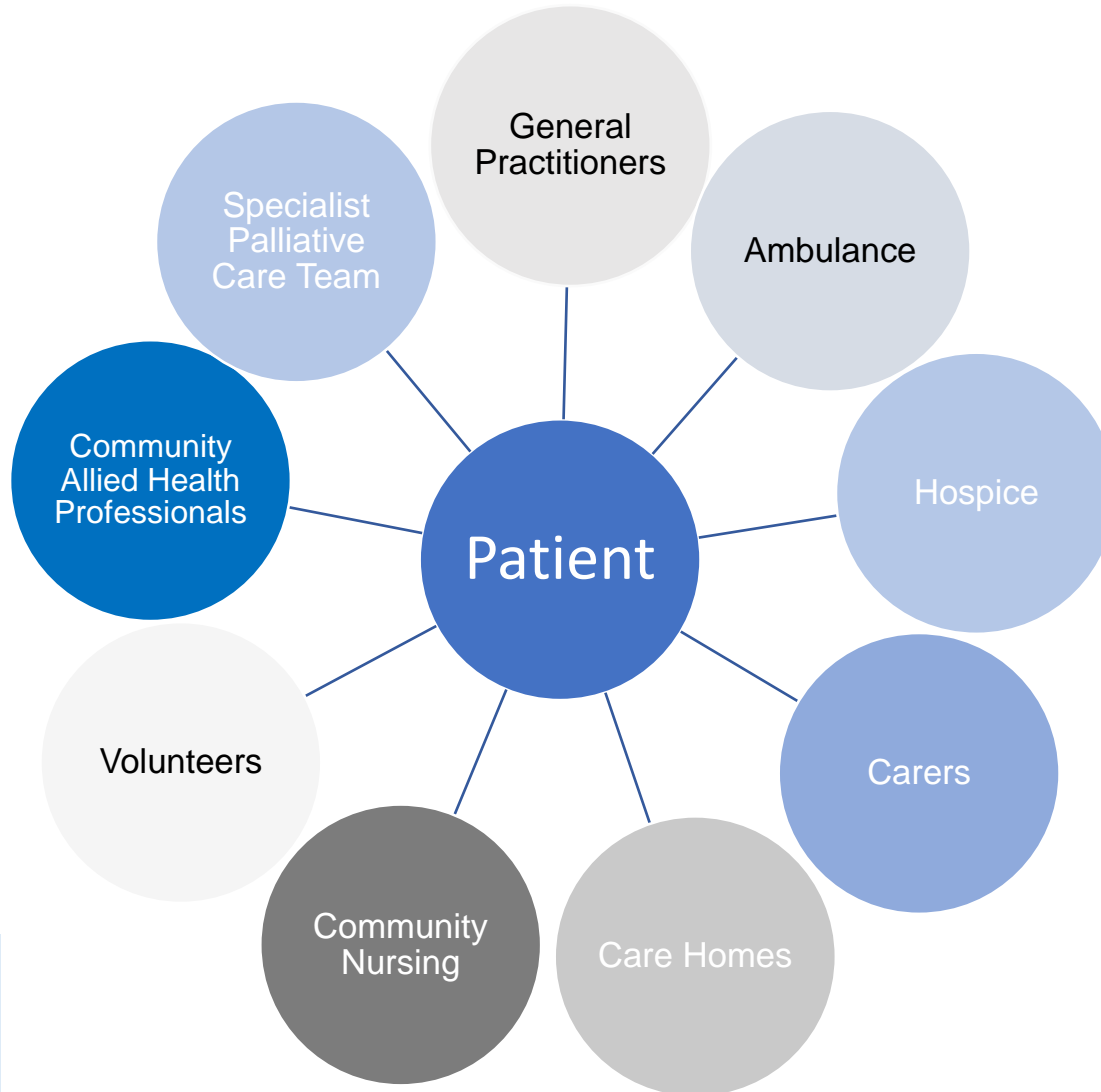 General
Practitioners
Ambulance
Hospice
Carers
Care Homes
Community
Nursing
Volunteers
Community
Allied Health
Professionals
Specialist
Palliative
Care Team
Patient